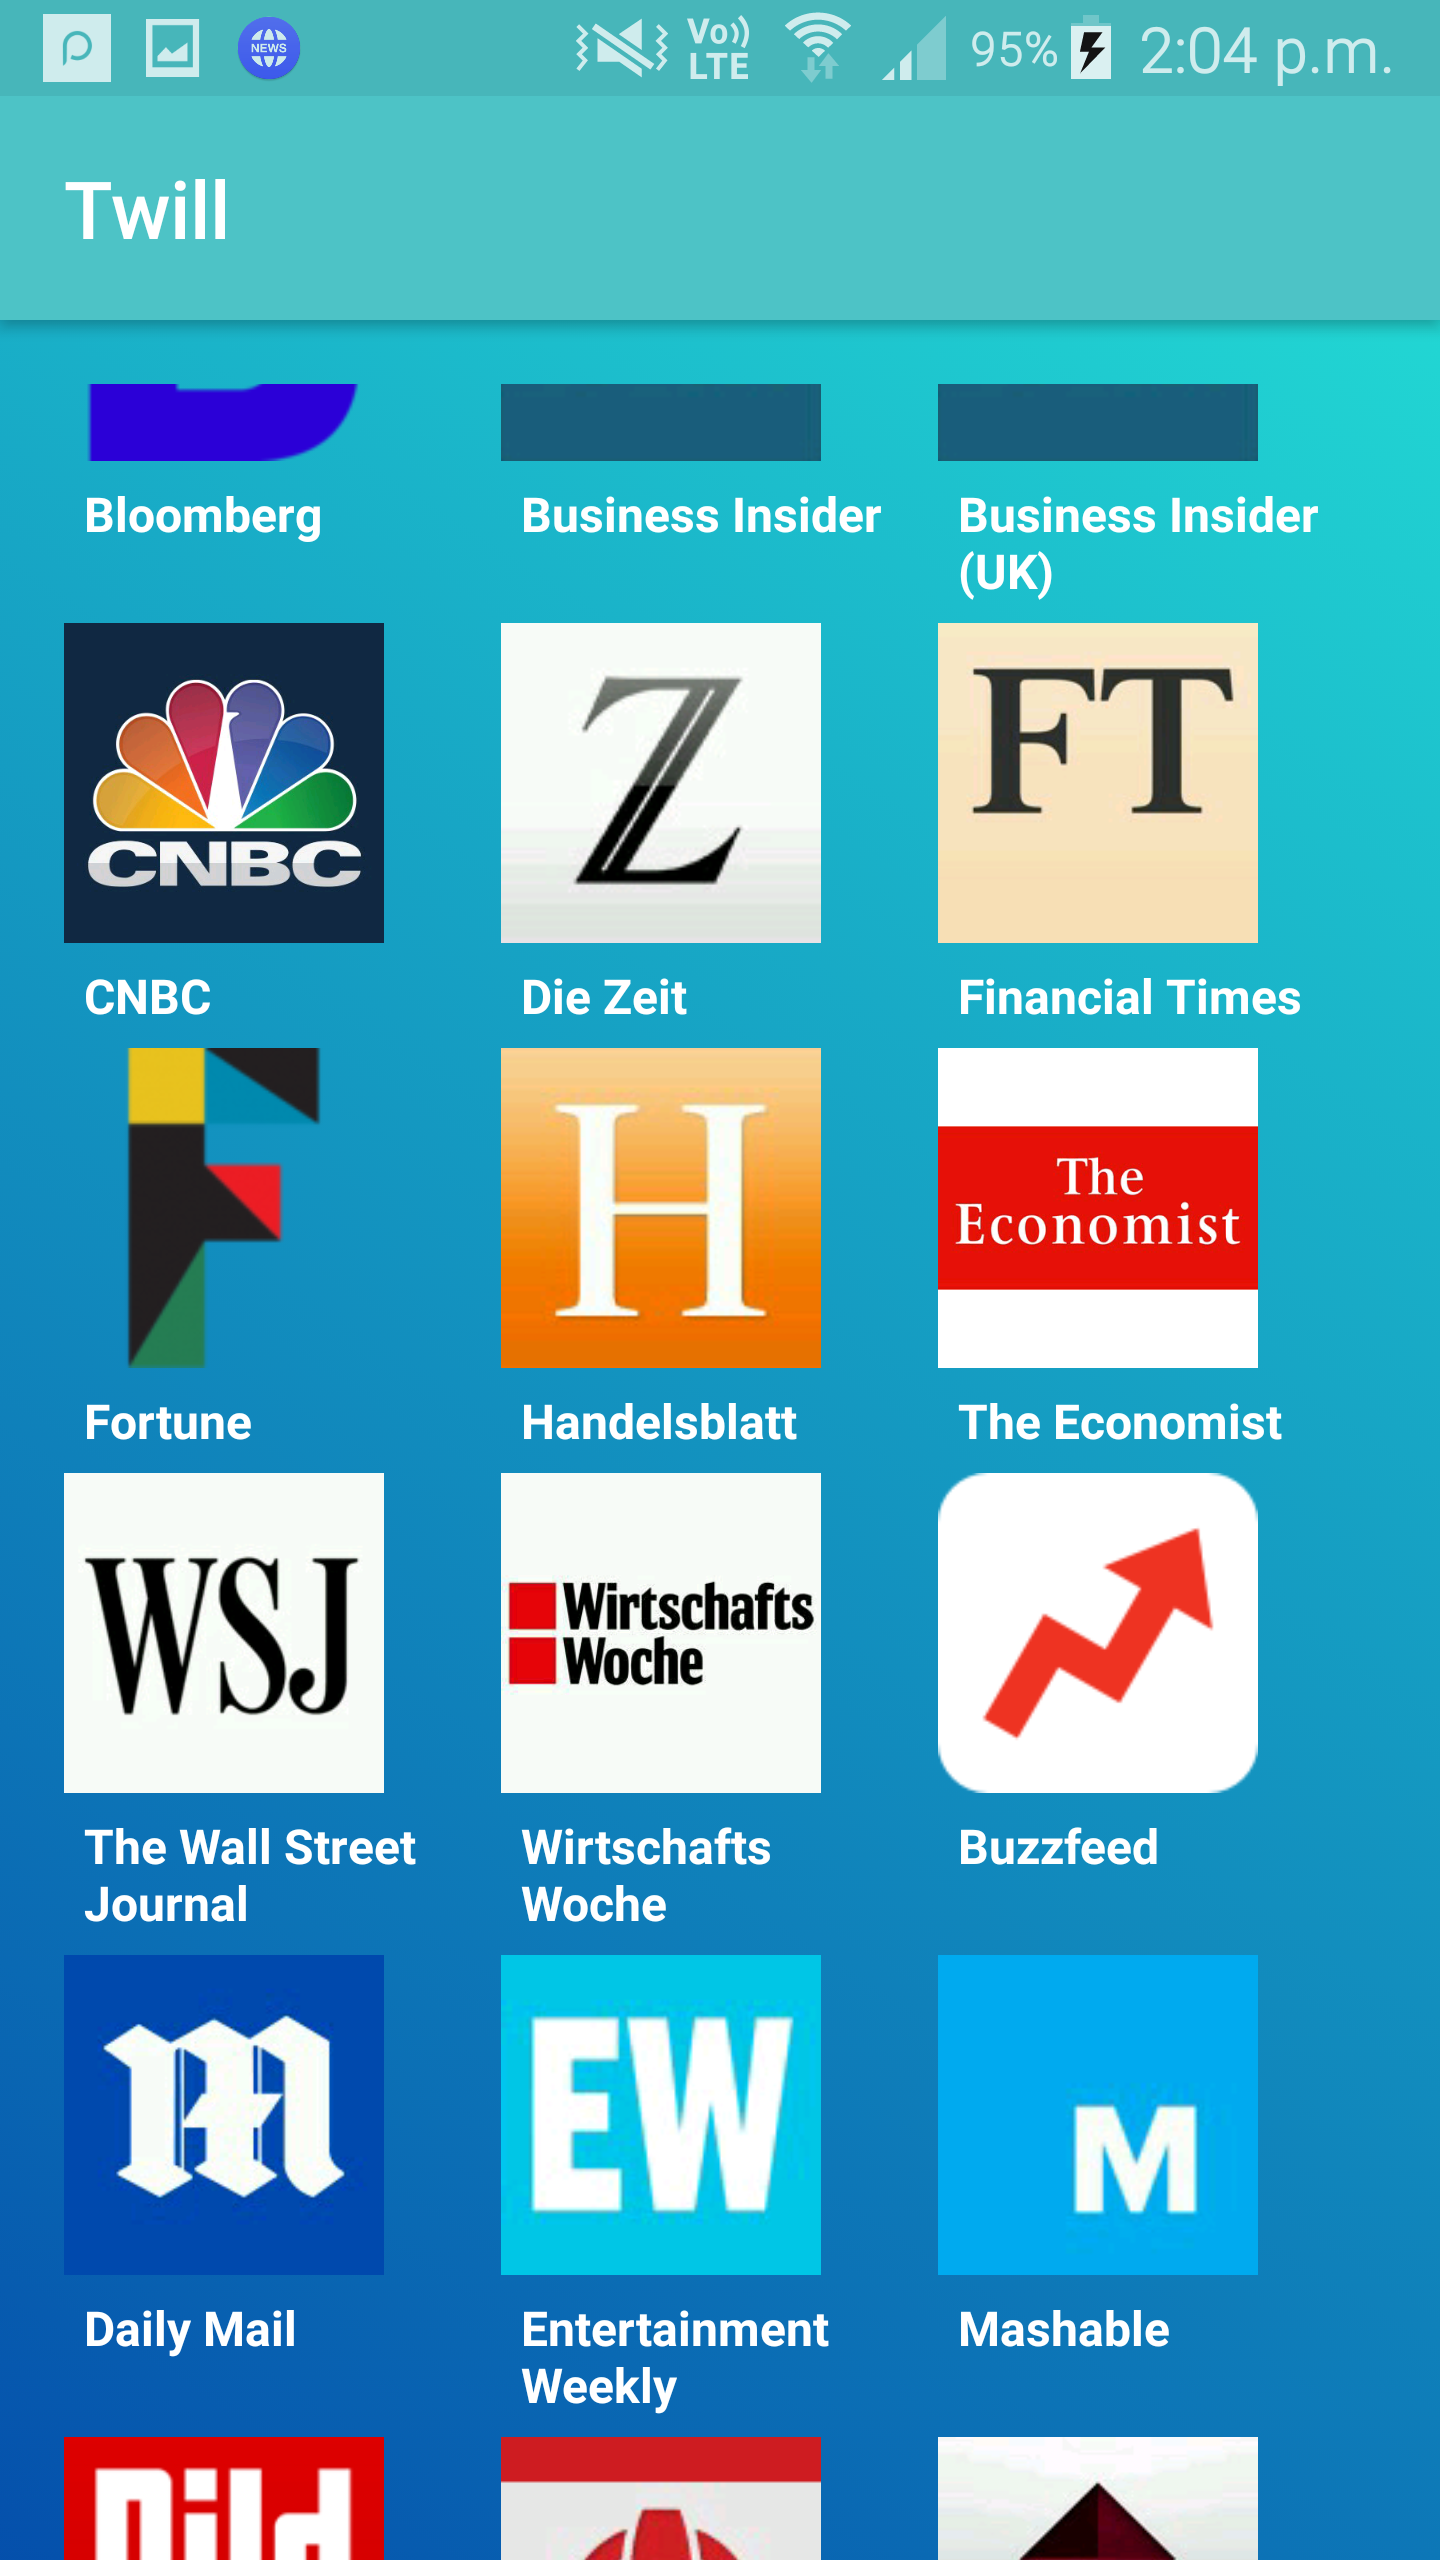 NEWS
Vo)) LTE
95%
2:04 p.m.
Twill
Bloomberg
Business Insider
Business Insider
(UK)
CNBC
Z
FT
CNBC
Die Zeit
Financial Times
F
H
The
Economist
Fortune
Handelsblatt
The Economist
WSJ
Wirtschafts
Woche
The Wall Street
Journal
Wirtschafts
Woche
Buzzfeed
m
EW
M
Daily Mail
Entertainment
Weekly
Mashable
Bild